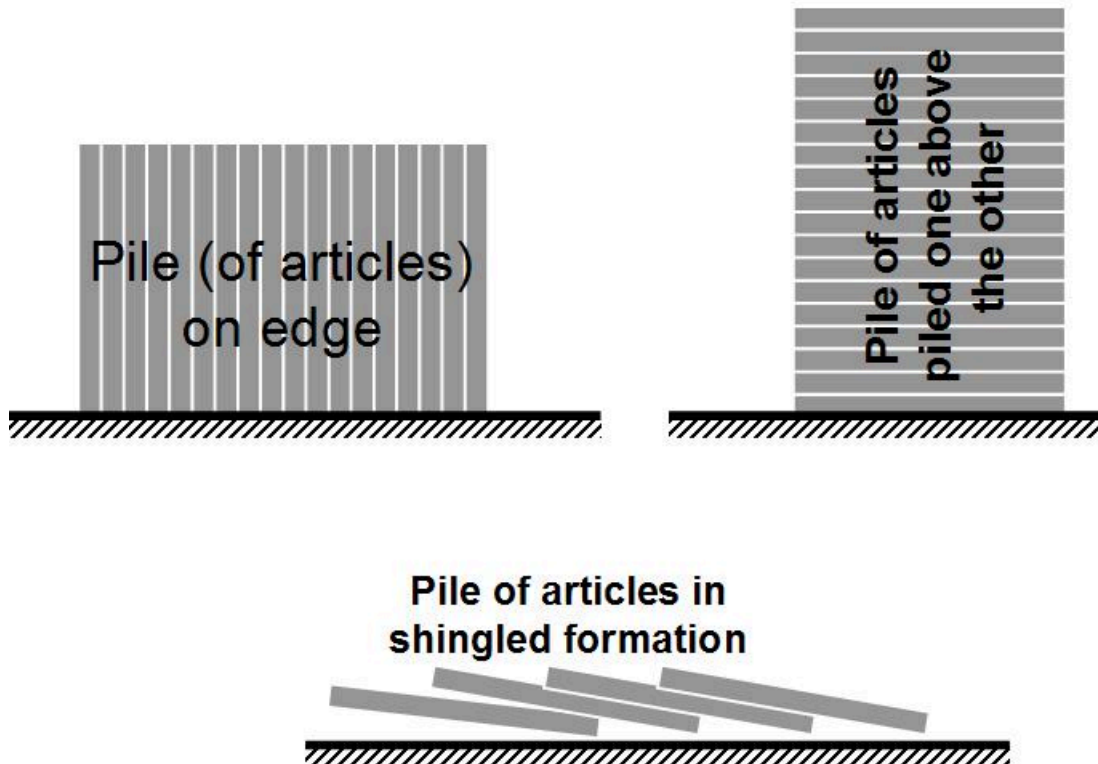 Pile (of articles)
on edge
Pile of articles
piled one above
the other
Pile of articles in
shingled formation